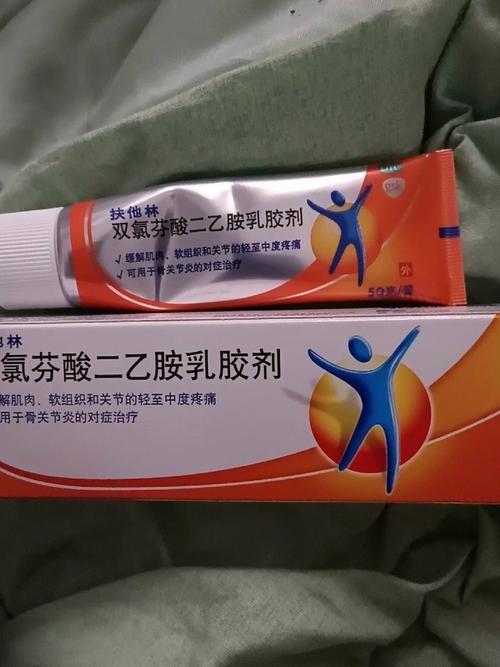 扶他林
双氯芬酸二乙胺乳胶剂
✓ 缓解肌肉、软组织和关节的轻至中度疼痛
✓ 可用于骨关节炎的对症治疗
gsk
外
50克/支
他林
氯芬酸二乙胺乳胶剂
解肌肉、软组织和关节的轻至中度疼痛
用于骨关节炎的对症治疗